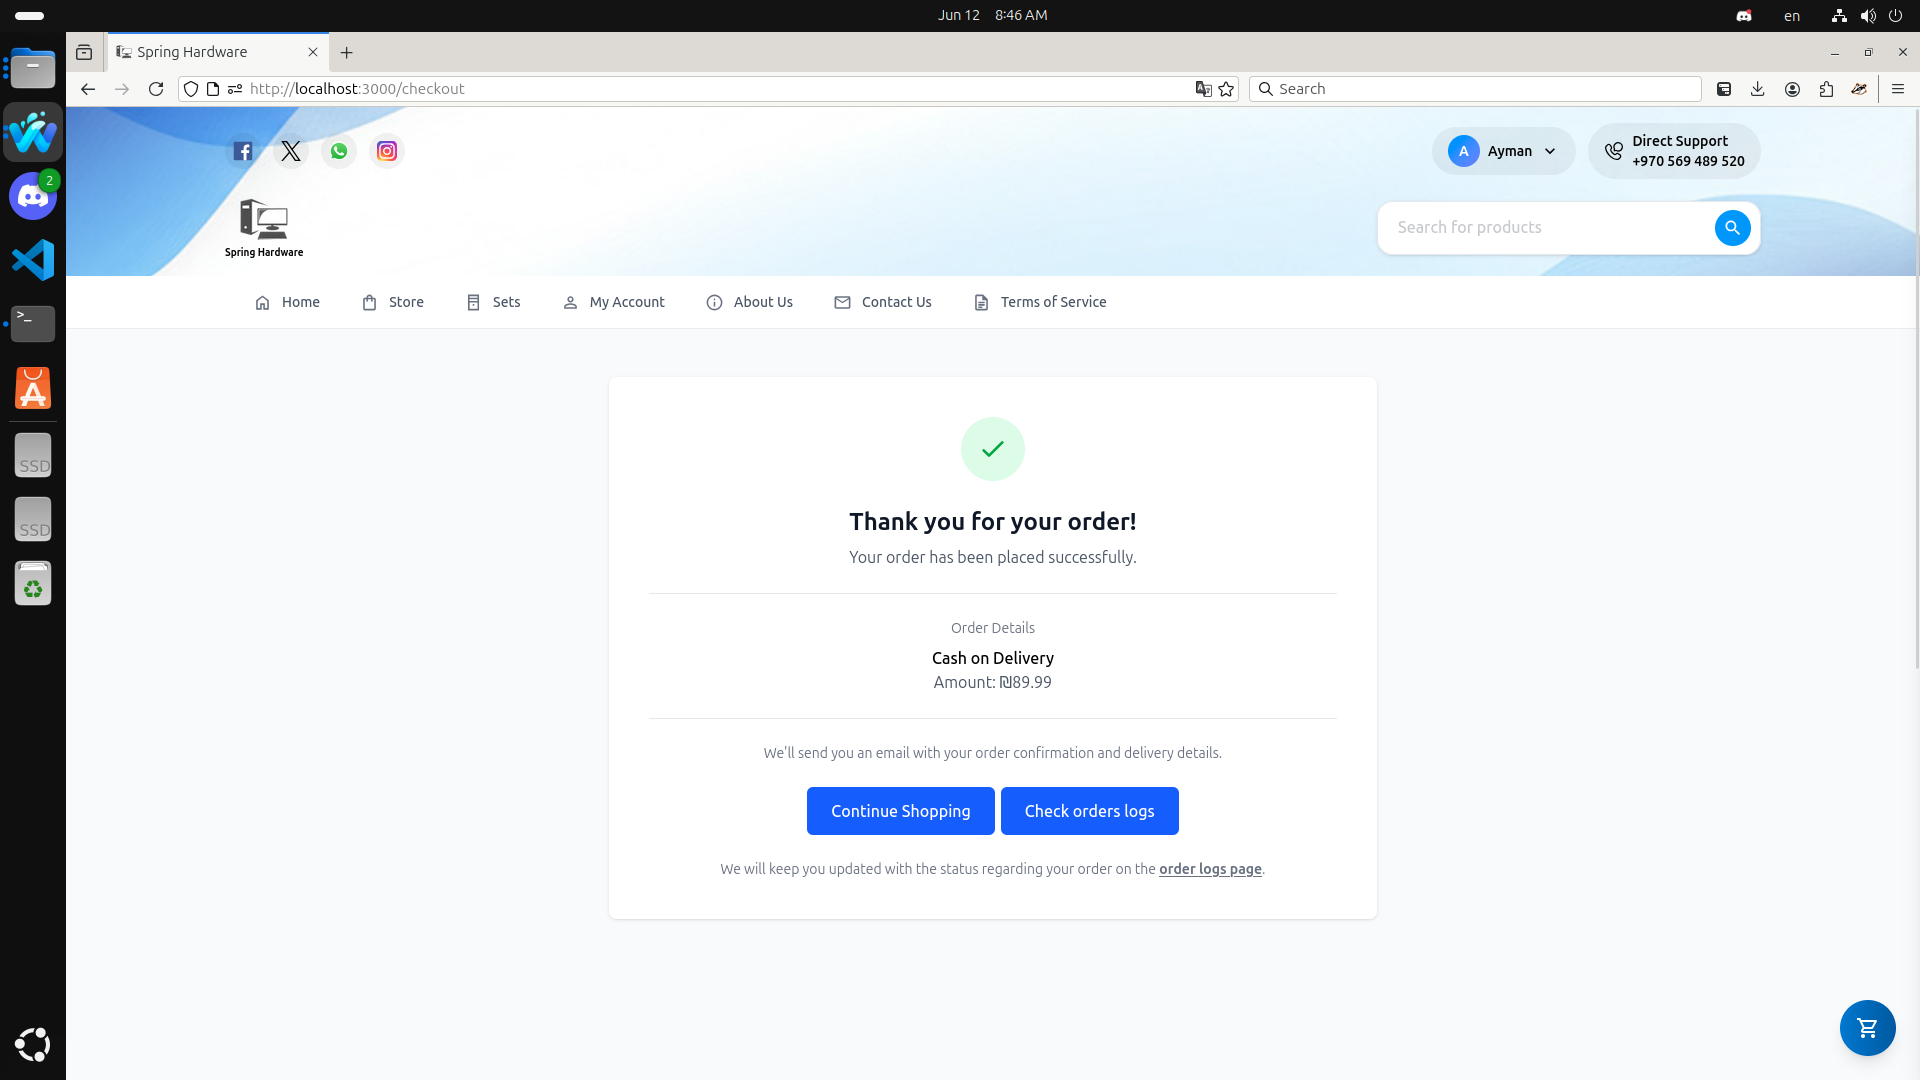 Jun 12 8:46 AM
en
Spring Hardware
http://localhost:3000/checkout
Search
2
A Ayman
Direct Support
+970 569 489 520
Search for products
Spring Hardware
Home Store Sets My Account About Us Contact Us Terms of Service
>_
SSD
SSD
Thank you for your order!
Your order has been placed successfully.
Order Details
Cash on Delivery
Amount: ₪89.99
We'll send you an email with your order confirmation and delivery details.
Continue Shopping Check orders logs
We will keep you updated with the status regarding your order on the order logs page.